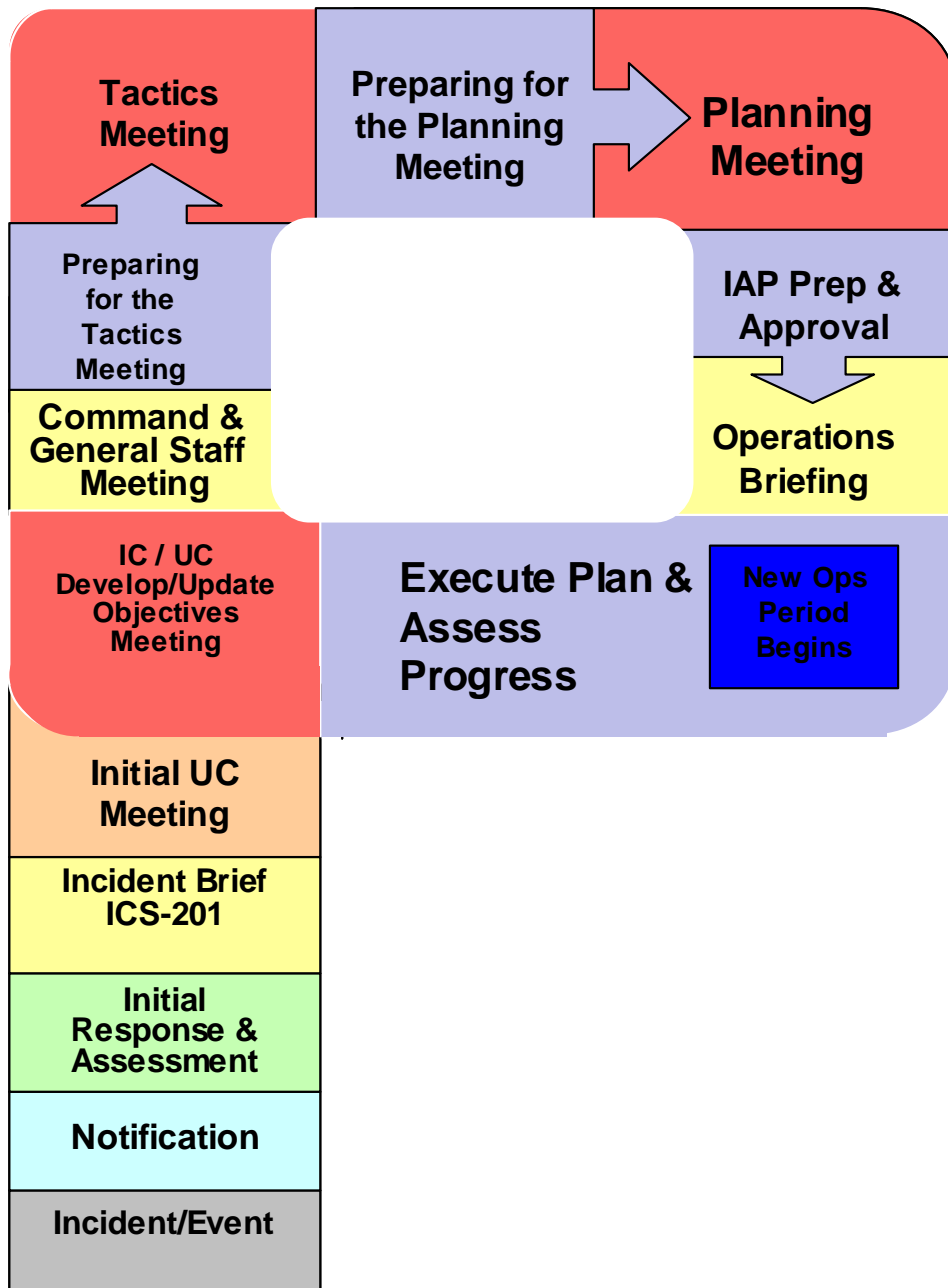 Tactics
Meeting
Preparing for
the Planning
Meeting
Planning
Meeting
Preparing
for the
Tactics
Meeting
IAP Prep &
Approval
Command &
General Staff
Meeting
Operations
Briefing
IC / UC
Develop/Update
Objectives
Meeting
Execute Plan &
Assess
Progress
New Ops
Period
Begins
Initial UC
Meeting
Incident Brief
ICS-201
Initial
Response &
Assessment
Notification
Incident/Event